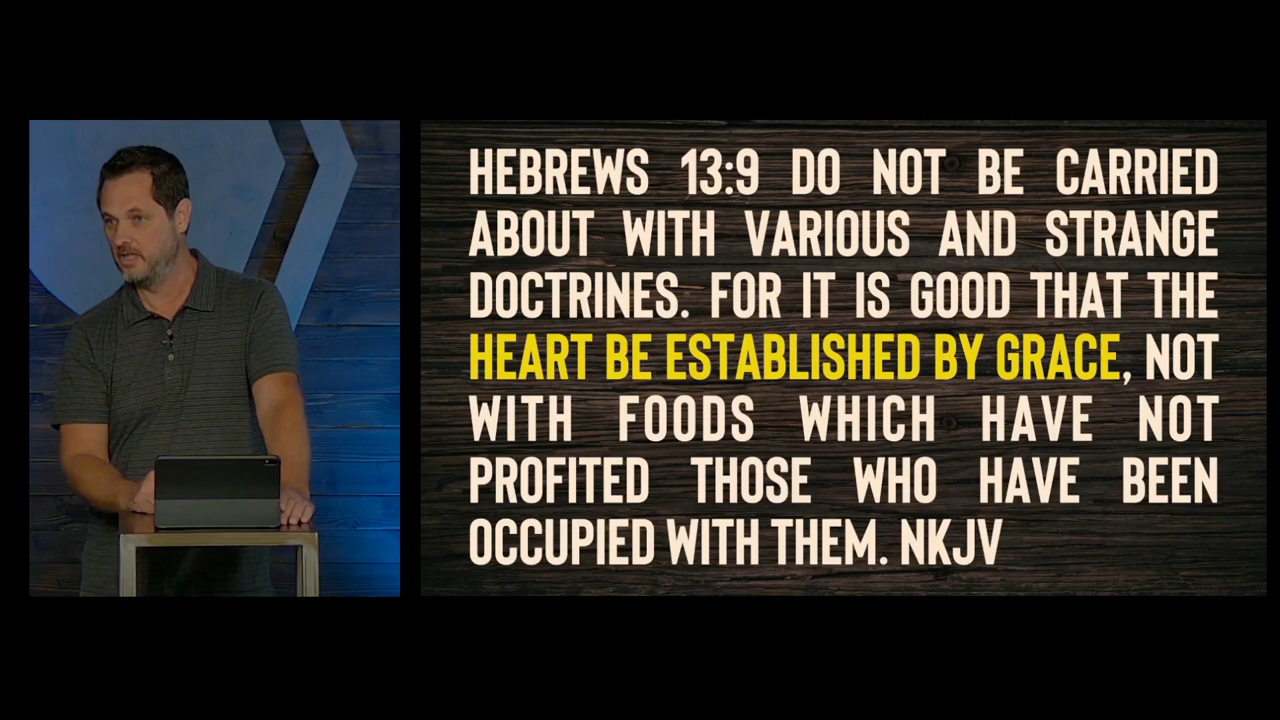 HEBREWS 13:9 DO NOT BE CARRIED
ABOUT WITH VARIOUS AND STRANGE
DOCTRINES. FOR IT IS GOOD THAT THE
HEART BE ESTABLISHED BY GRACE, NOT
WITH FOODS WHICH HAVE NOT
PROFITED THOSE WHO HAVE BEEN
OCCUPIED WITH THEM. NKJV